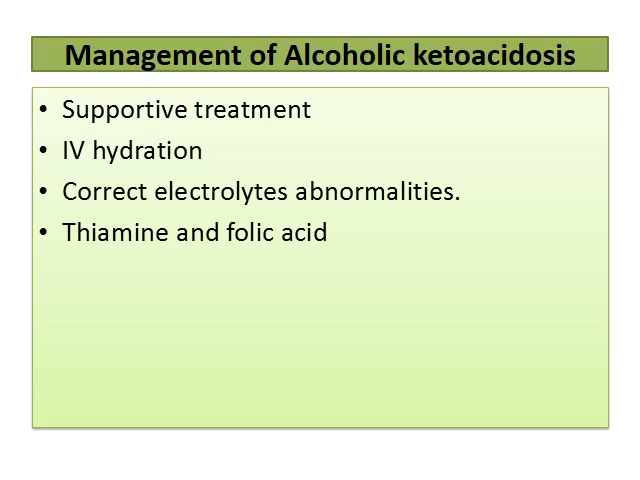 Management of Alcoholic ketoacidosis
• Supportive treatment
• IV hydration
• Correct electrolytes abnormalities.
• Thiamine and folic acid